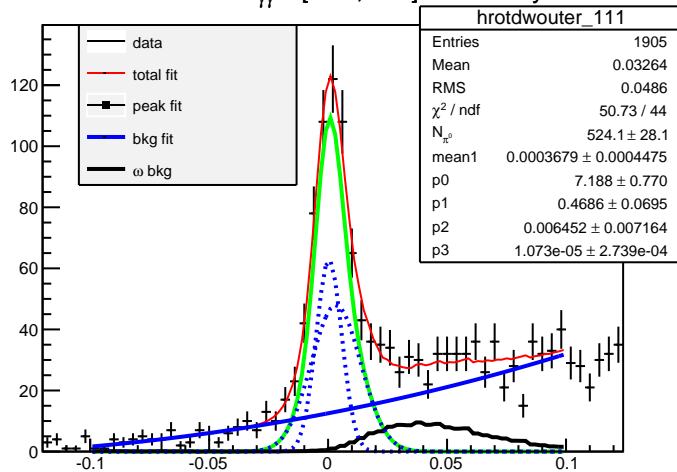 hrotdwouter_111
Entries 1905
Mean 0.03264
RMS 0.0486
χ² / ndf 50.73 / 44
N_π⁰ 524.1 ± 28.1
mean1 0.0003679 ± 0.0004475
p0 7.188 ± 0.770
p1 0.4686 ± 0.0695
p2 0.006452 ± 0.007164
p3 1.073e-05 ± 2.739e-04
data
total fit
peak fit
bkg fit
ω bkg
120
100
80
60
40
20
0
-0.1 -0.05 0 0.05 0.1